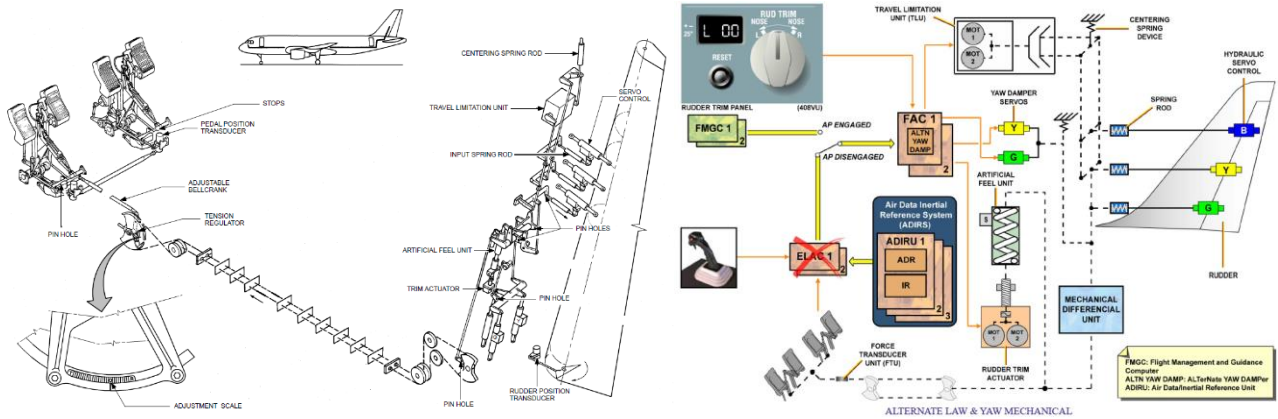 STOPS
PEDAL POSITION
TRANSDUCER
ADJUSTABLE
BELLCRANK
TENSION
REGULATOR
PIN HOLE
ADJUSTMENT SCALE
CENTERING SPRING ROD
TRAVEL LIMITATION UNIT
SERVO
CONTROL
INPUT SPRING ROD
PIN HOLES
ARTIFICIAL FEEL UNIT
TRIM ACTUATOR
PIN HOLE
RUDDER POSITION
TRANSDUCER
PIN HOLE
RUD TRIM
NOSE NOSE
L R
L 00
RESET
RUDDER TRIM PANEL (408VU)
TRAVEL LIMITATION
UNIT (TLU)
MOT
1
MOT
2
CENTERING
SPRING
DEVICE
HYDRAULIC
SERVO
CONTROL
FMGC 1
2
AP ENGAGED
AP DISENGAGED
FAC 1
ALTN
YAW
DAMP
2
YAW DAMPER
SERVOS
Y
G
SPRING
ROD
B
Y
G
ARTIFICIAL
FEEL UNIT
$
Air Data Inertial
Reference System
(ADIRS)
ADIRU 1
ADR
IR
2
3
ELAC 1
2
RUDDER
MECHANICAL
DIFFERENCIAL
UNIT
MOT
1
MOT
2
RUDDER TRIM
ACTUATOR
FORCE
TRANSDUCER
UNIT (FTU)
FMGC: Flight Management and Guidance
Computer
ALTN YAW DAMP: ALTerNate YAW DAMPer
ADIRU: Air Data/Inertial Reference Unit
ALTERNATE LAW & YAW MECHANICAL